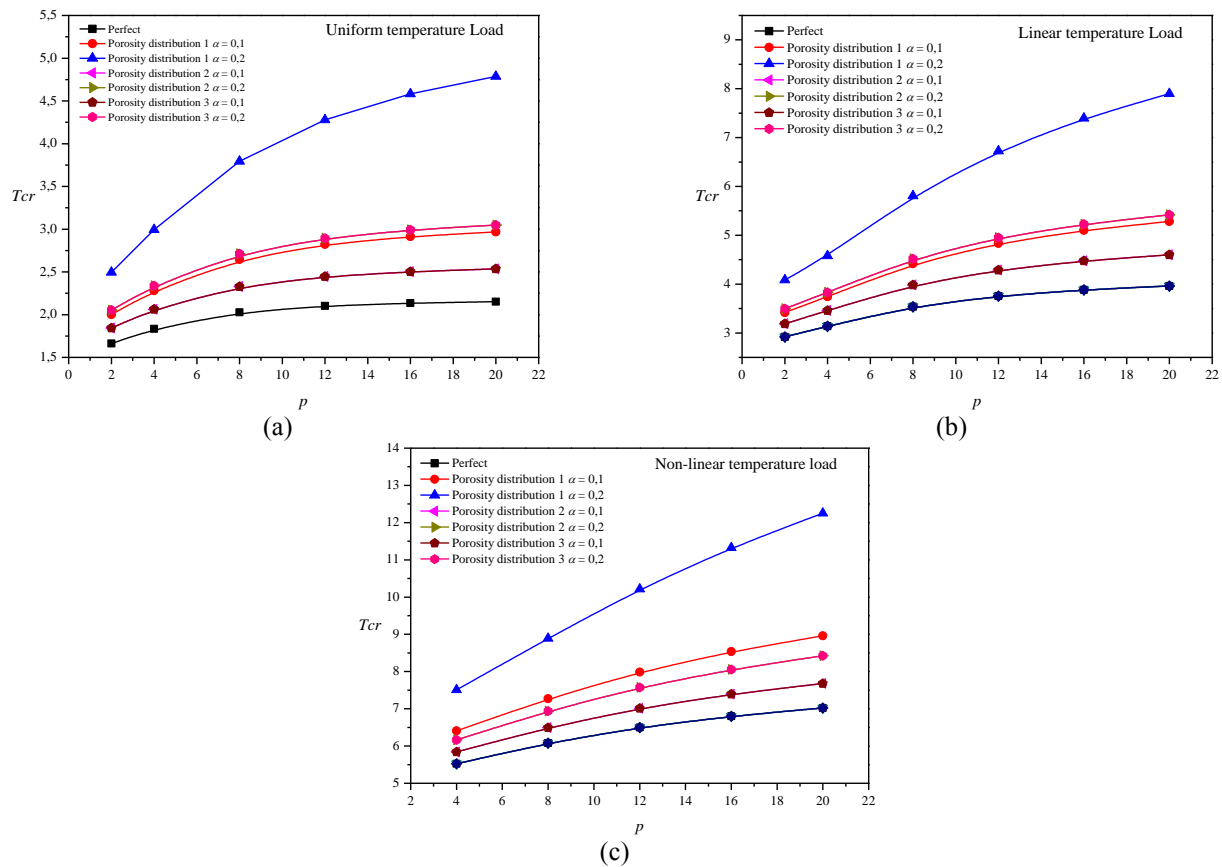 Uniform temperature Load
Perfect
Porosity distribution 1 α = 0,1
Porosity distribution 1 α = 0,2
Porosity distribution 2 α = 0,1
Porosity distribution 2 α = 0,2
Porosity distribution 3 α = 0,1
Porosity distribution 3 α = 0,2
5,5
5,0
4,5
4,0
3,5
3,0
2,5
2,0
1,5
Tcr
0 2 4 6 8 10 12 14 16 18 20 22
p
(a)
Linear temperature Load
Perfect
Porosity distribution 1 α = 0,1
Porosity distribution 1 α = 0,2
Porosity distribution 2 α = 0,1
Porosity distribution 2 α = 0,2
Porosity distribution 3 α = 0,1
Porosity distribution 3 α = 0,2
9
8
7
6
5
4
3
Tcr
0 2 4 6 8 10 12 14 16 18 20 22
p
(b)
Non-linear temperature load
Perfect
Porosity distribution 1 α = 0,1
Porosity distribution 1 α = 0,2
Porosity distribution 2 α = 0,1
Porosity distribution 2 α = 0,2
Porosity distribution 3 α = 0,1
Porosity distribution 3 α = 0,2
14
13
12
11
10
9
8
7
6
5
Tcr
2 4 6 8 10 12 14 16 18 20 22
p
(c)